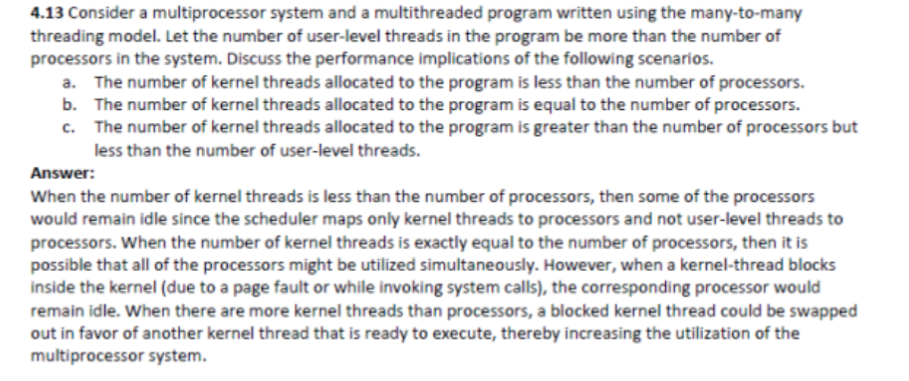 4.13 Consider a multiprocessor system and a multithreaded program written using the many-to-many
threading model. Let the number of user-level threads in the program be more than the number of
processors in the system. Discuss the performance implications of the following scenarios.
a. The number of kernel threads allocated to the program is less than the number of processors.
b. The number of kernel threads allocated to the program is equal to the number of processors.
c. The number of kernel threads allocated to the program is greater than the number of processors but
less than the number of user-level threads.
Answer:
When the number of kernel threads is less than the number of processors, then some of the processors
would remain idle since the scheduler maps only kernel threads to processors and not user-level threads to
processors. When the number of kernel threads is exactly equal to the number of processors, then it is
possible that all of the processors might be utilized simultaneously. However, when a kernel-thread blocks
inside the kernel (due to a page fault or while invoking system calls), the corresponding processor would
remain idle. When there are more kernel threads than processors, a blocked kernel thread could be swapped
out in favor of another kernel thread that is ready to execute, thereby increasing the utilization of the
multiprocessor system.